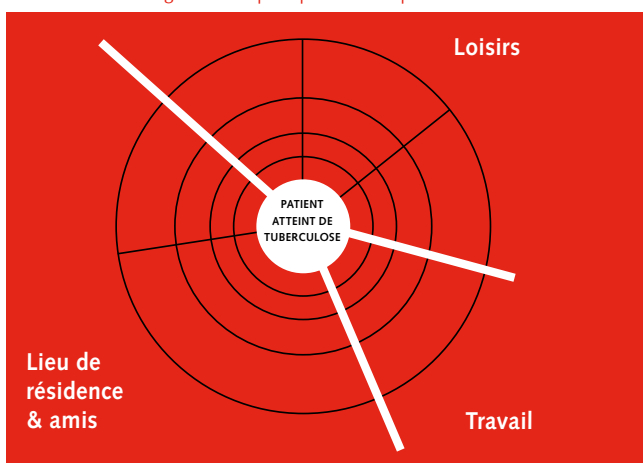 Loisirs
PATIENT
ATTEINT DE
TUBERCULOSE
Lieu de
résidence
& amis
Travail